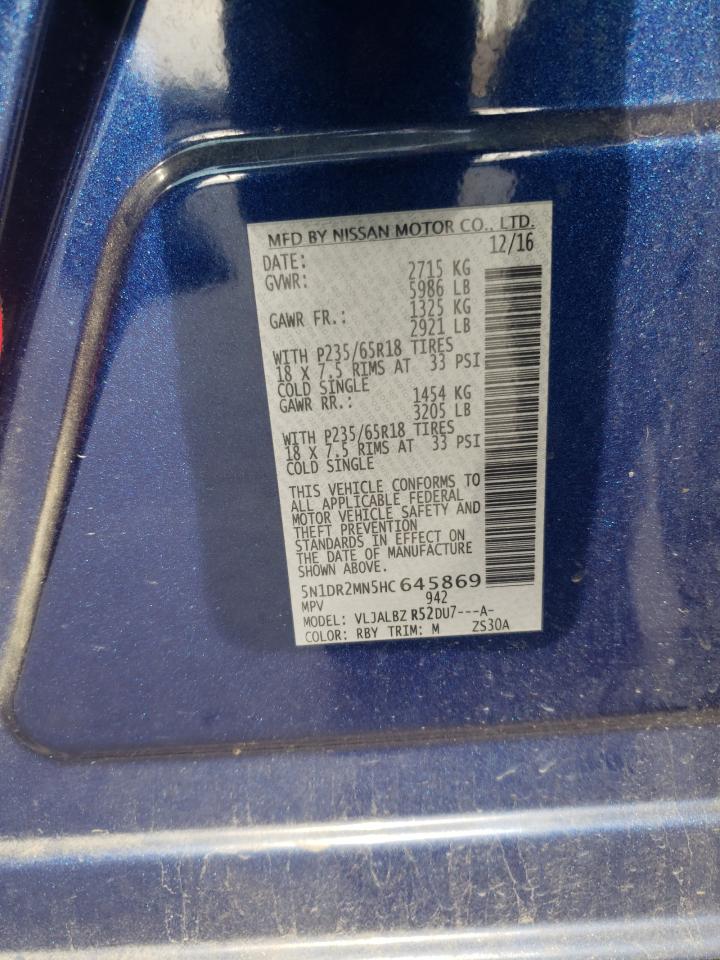 MFD BY NISSAN MOTOR CO., LTD.
DATE: 12/16
GVWR: 2715 KG
5986 LB
GAWR FR.: 1325 KG
2921 LB
WITH P235/65R18 TIRES
18 X 7.5 RIMS AT 33 PSI
COLD SINGLE
GAWR RR.: 1454 KG
3205 LB
WITH P235/65R18 TIRES
18 X 7.5 RIMS AT 33 PSI
COLD SINGLE
THIS VEHICLE CONFORMS TO
ALL APPLICABLE FEDERAL
MOTOR VEHICLE SAFETY AND
THEFT PREVENTION
STANDARDS IN EFFECT ON
THE DATE OF MANUFACTURE
SHOWN ABOVE.
5N1DR2MN5HC 645869
MPV 942
MODEL: VLJALBZ R52DU7---A-
COLOR: RBY TRIM: M ZS30A